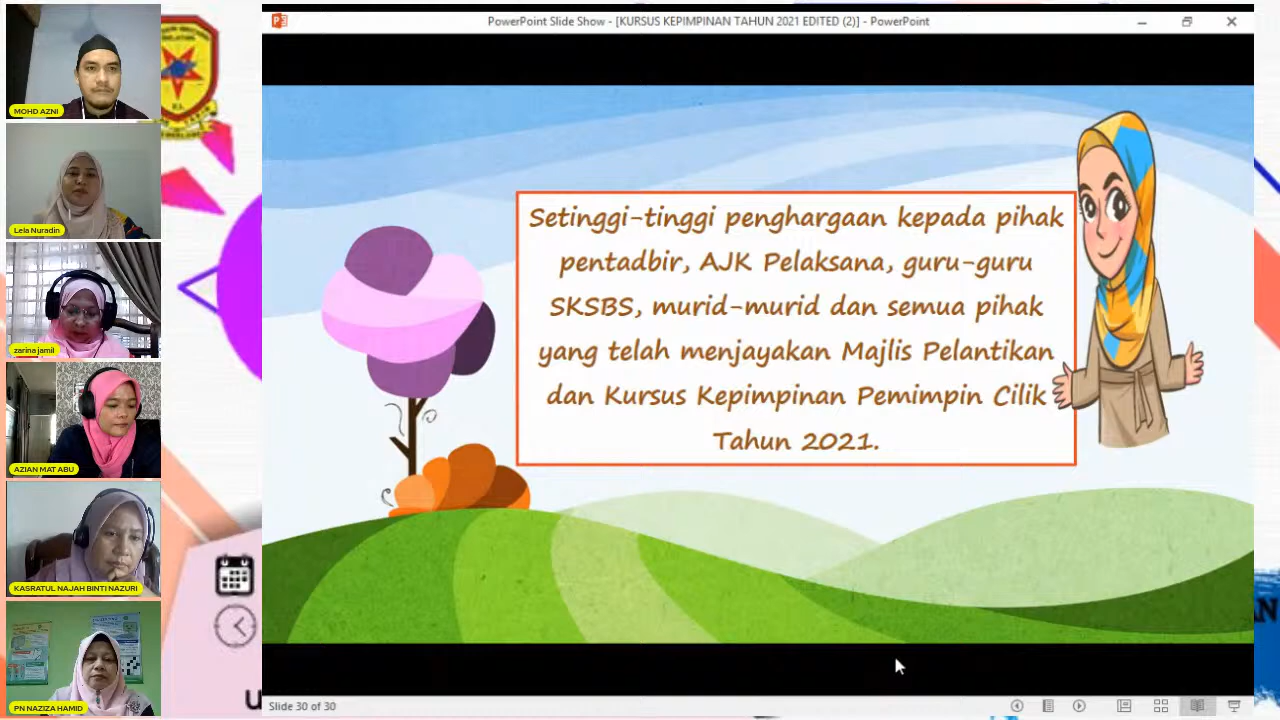 PowerPoint Slide Show - [KURSUS KEPIMPINAN TAHUN 2021 EDITED (2)] - PowerPoint
MOHD AZNI
Lela Nuradin
zarina jamil
AZIAN MAT ABU
KASRATUL NAJAH BINTI NAZURI
PN NAZIZA HAMID
Setinggi-tinggi penghargaan kepada pihak
pentadbir, AJK Pelaksana, guru-guru
SKSBS, murid-murid dan semua pihak
yang telah menjayakan Majlis Pelantikan
dan Kursus Kepimpinan Pemimpin Cilik
Tahun 2021.
Slide 30 of 30